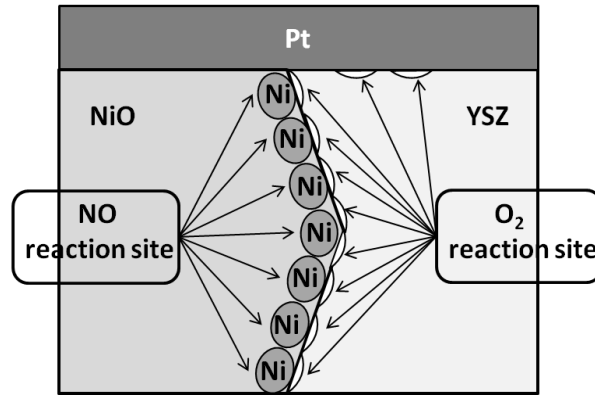 Pt
NiO
YSZ
Ni
Ni
Ni
Ni
Ni
Ni
Ni
NO
reaction site
O₂
reaction site